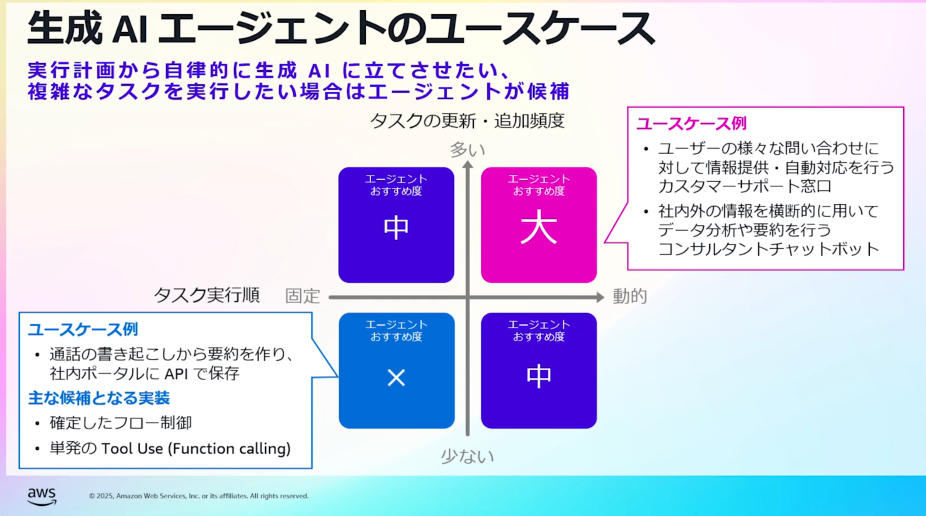 生成 AI エージェントのユースケース
実行計画から自律的に生成 AI に立てさせたい、
複雑なタスクを実行したい場合はエージェントが候補
タスクの更新・追加頻度
多い
エージェント
おすすめ度
中
エージェント
おすすめ度
大
ユースケース例
• ユーザーの様々な問い合わせに
対して情報提供・自動対応を行う
カスタマーサポート窓口
• 社内外の情報を横断的に用いて
データ分析や要約を行う
コンサルタントチャットボット
タスク実行順
固定
動的
ユースケース例
• 通話の書き起こしから要約を作り、
社内ポータルに API で保存
主な候補となる実装
• 確定したフロー制御
• 単発の Tool Use (Function calling)
エージェント
おすすめ度
×
エージェント
おすすめ度
中
少ない
aws
© 2025, Amazon Web Services, Inc. or its affiliates. All rights reserved.